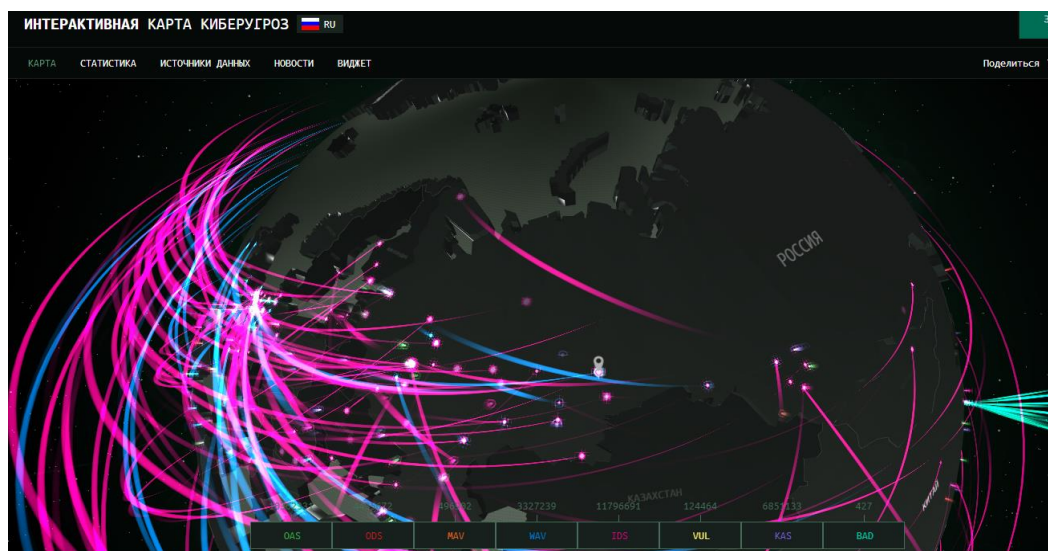 ИНТЕРАКТИВНАЯ КАРТА КИБЕРУГРОЗ RU
КАРТА СТАТИСТИКА ИСТОЧНИКИ ДАННЫХ НОВОСТИ ВИДЖЕТ Поделиться
РОССИЯ
КАЗАХСТАН
КИТАЙ
3327239 11796691 124464 427
OAS ODS MAV WAV IDS VUL KAS BAD